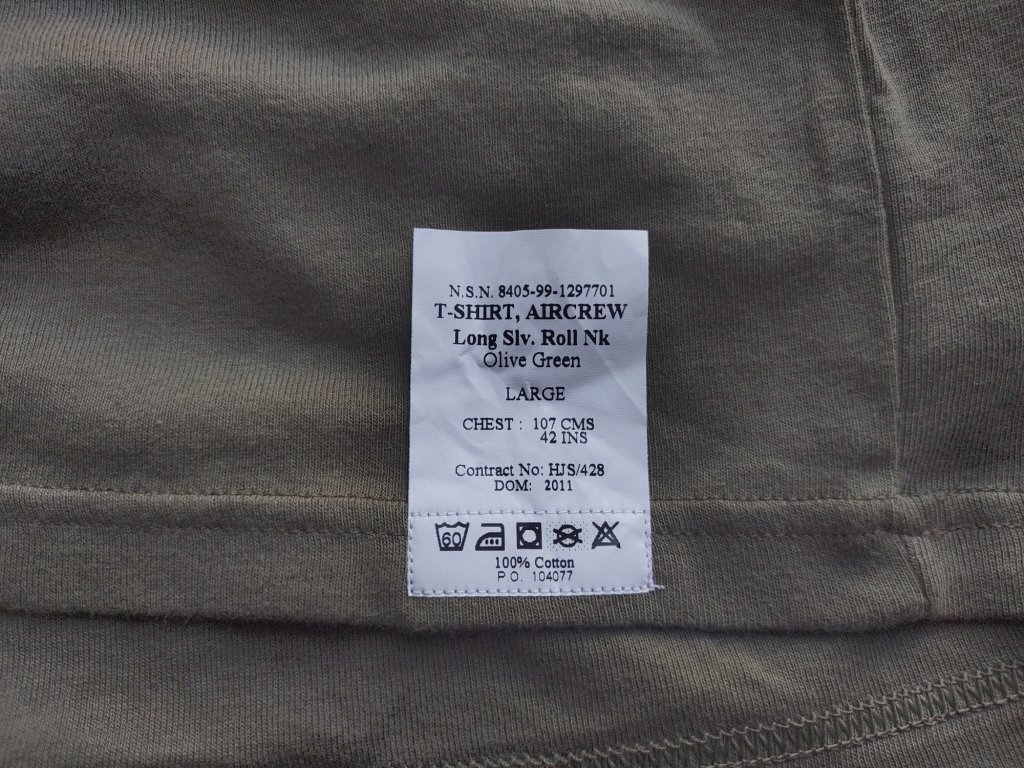 N.S.N. 8405-99-1297701
T-SHIRT, AIRCREW
Long Slv. Roll Nk
Olive Green
LARGE
CHEST : 107 CMS
42 INS
Contract No: HJS/428
DOM: 2011
60
100% Cotton
P.O. 104077